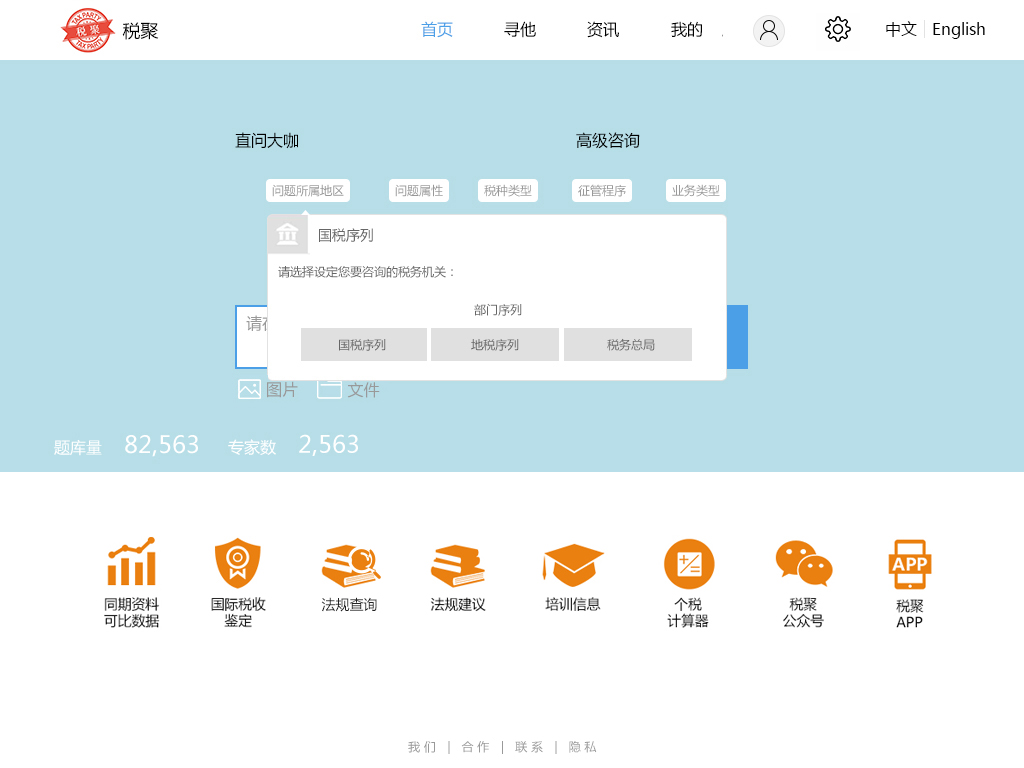 TAX PARTY
税聚
TAX PARTY
税聚
首页
寻他
资讯
我的
中文
English
直问大咖
高级咨询
问题所属地区
问题属性
税种类型
征管程序
业务类型
国税序列
请选择设定您要咨询的税务机关：
部门序列
国税序列
地税序列
税务总局
请在
图片
文件
题库量 82,563 专家数 2,563
APP
同期资料
可比数据
国际税收
鉴定
法规查询
法规建议
培训信息
个税
计算器
税聚
公众号
税聚
APP
我们 | 合作 | 联系 | 隐私